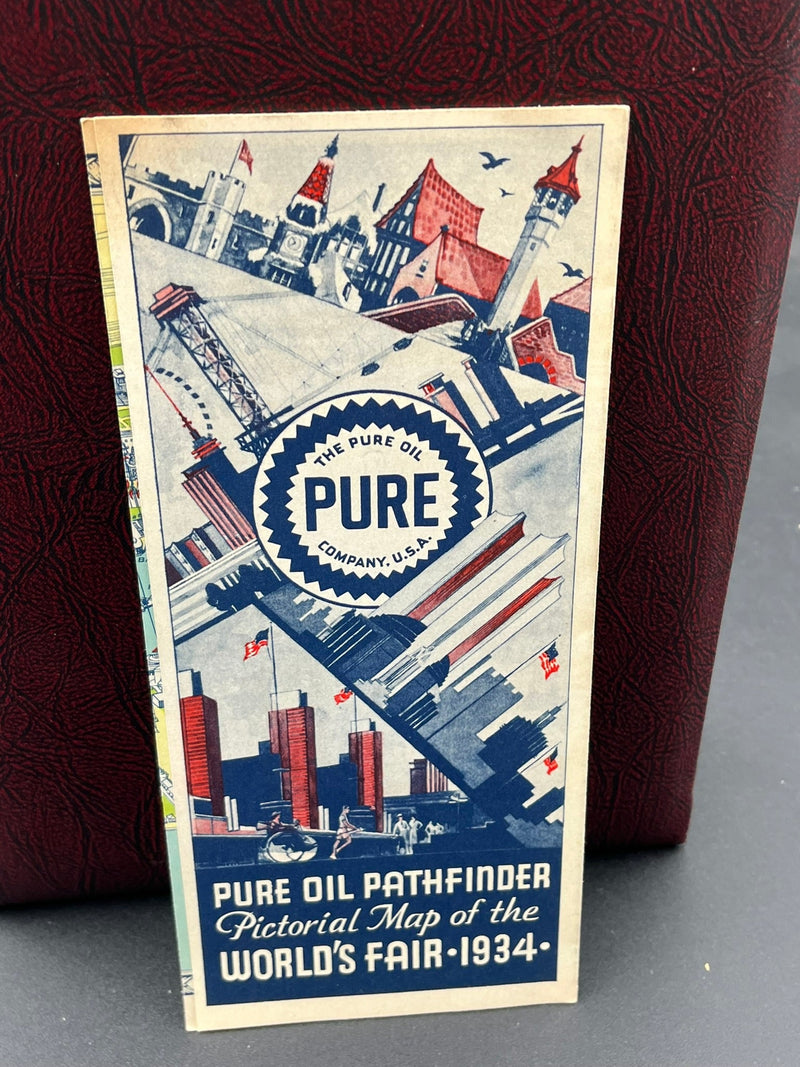 THE PURE OIL
PURE
COMPANY, U.S.A.
PURE OIL PATHFINDER
Pictorial Map of the
WORLD'S FAIR·1934·